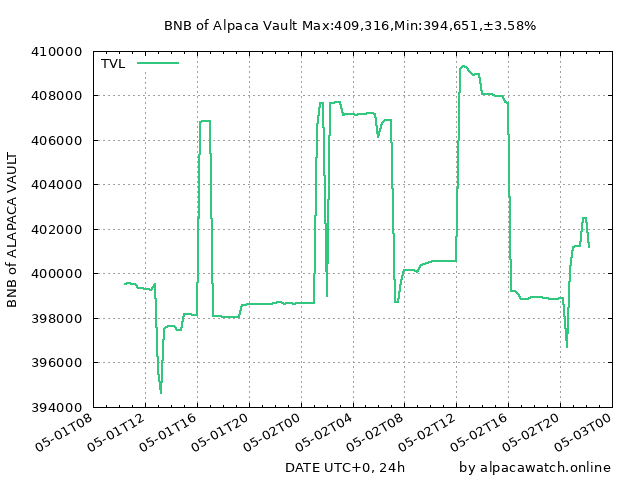 BNB of Alpaca Vault Max:409,316,Min:394,651,±3.58%
TVL
BNB of ALAPACA VAULT
410000
408000
406000
404000
402000
400000
398000
396000
394000
05-01T08
05-01T12
05-01T16
05-01T20
05-02T00
05-02T04
05-02T08
05-02T12
05-02T16
05-02T20
05-03T00
DATE UTC+0, 24h
by alpacawatch.online